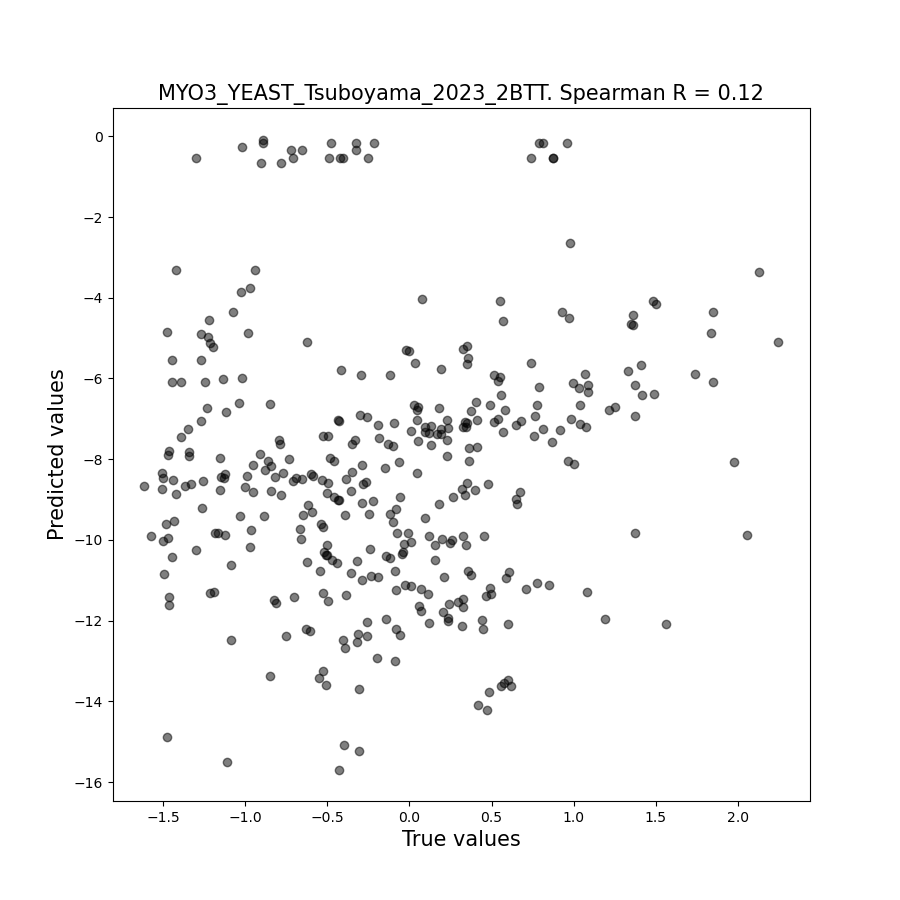 MYO3_YEAST_Tsuboyama_2023_2BTT. Spearman R = 0.12
0
−2
−4
−6
−8
−10
−12
−14
−16
Predicted values
−1.5 −1.0 −0.5 0.0 0.5 1.0 1.5 2.0
True values